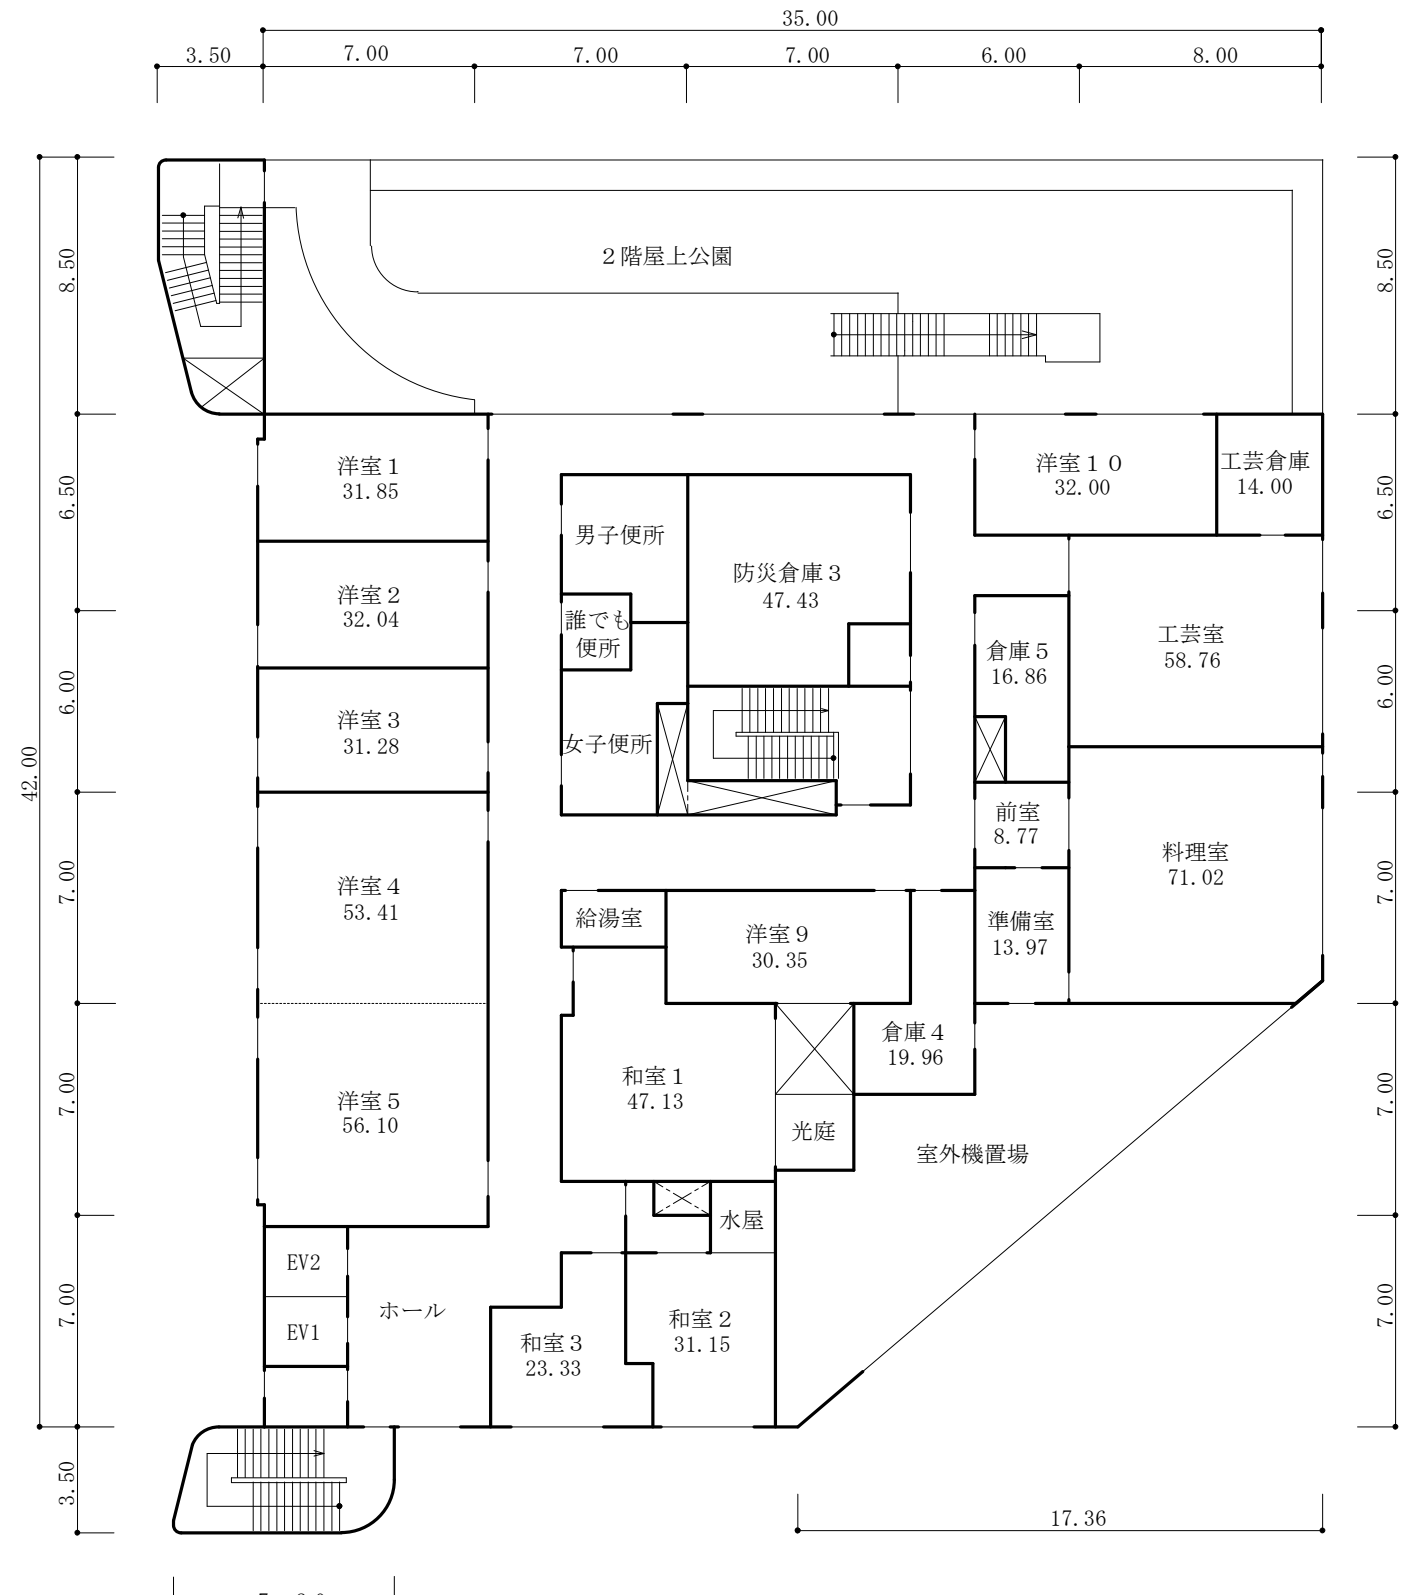 35.00
3.50
7.00
7.00
7.00
6.00
8.00
8.50
２階屋上公園
8.50
6.50
洋室１
31.85
洋室１０
32.00
工芸倉庫
14.00
6.50
男子便所
防災倉庫３
47.43
洋室２
32.04
誰でも
便所
倉庫５
16.86
工芸室
58.76
6.00
洋室３
31.28
女子便所
6.00
42.00
前室
8.77
料理室
71.02
7.00
洋室４
53.41
給湯室
洋室９
30.35
準備室
13.97
7.00
倉庫４
19.96
7.00
洋室５
56.10
和室１
47.13
光庭
室外機置場
7.00
水屋
EV2
ホール
EV1
7.00
和室３
23.33
和室２
31.15
7.00
3.50
17.36